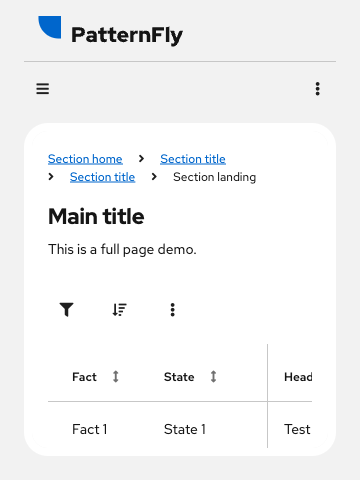 PatternFly
Section home Section title
Section title Section landing
Main title
This is a full page demo.
Fact State Head
Fact 1 State 1 Test